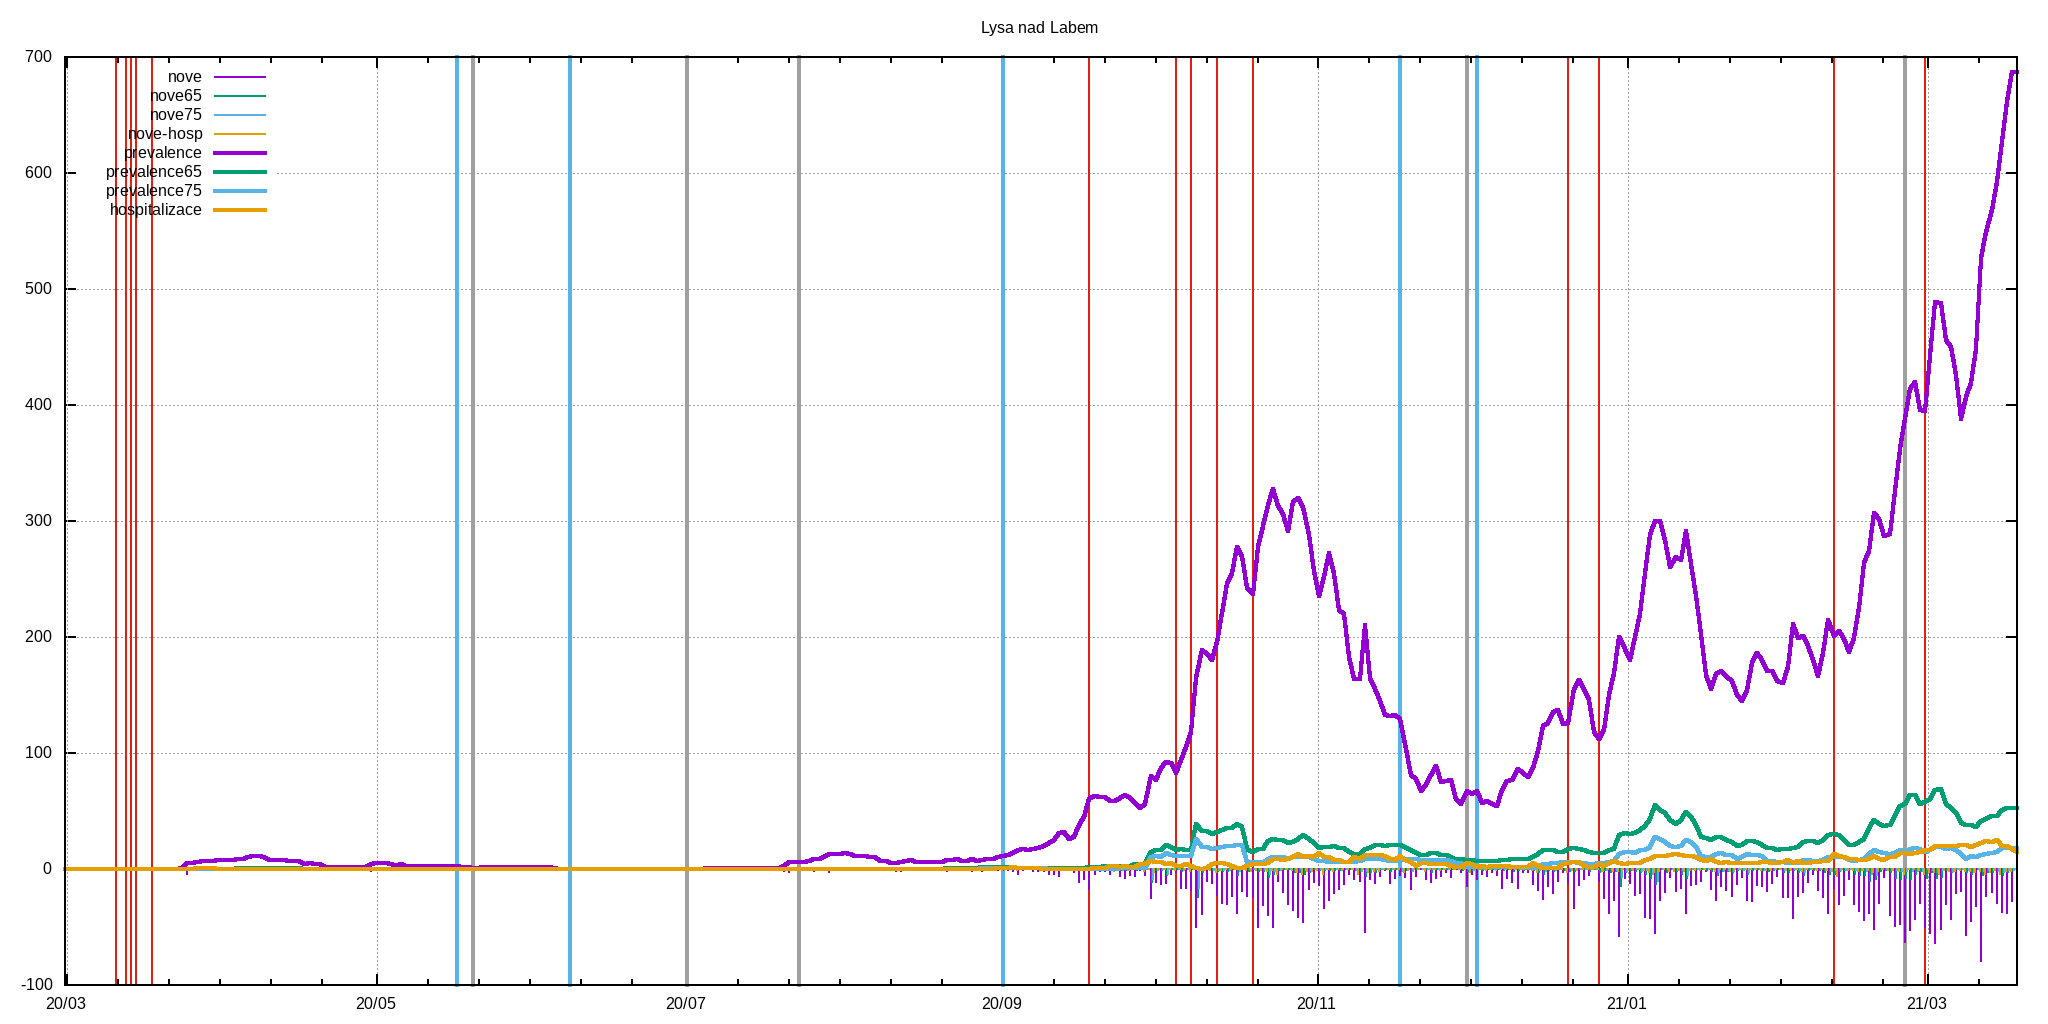 Lysa nad Labem
700
600
500
400
300
200
100
0
-100
nove
nove65
nove75
nove-hosp
prevalence
prevalence65
prevalence75
hospitalizace
20/03 20/05 20/07 20/09 20/11 21/01 21/03